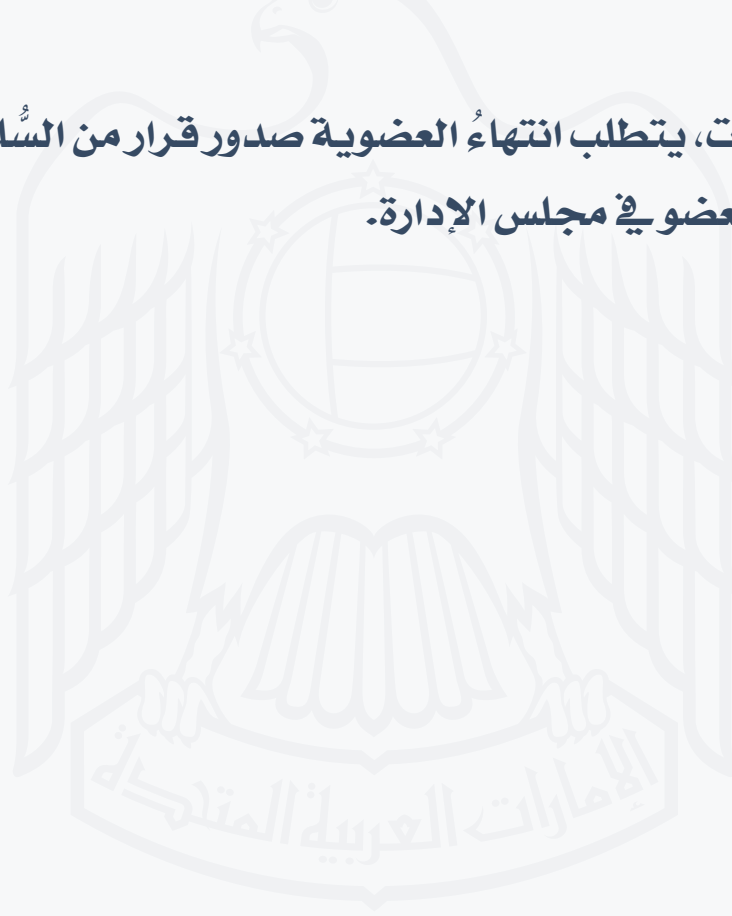 ت، يتطلب انتهاءُ العضوية صدور قرار من السُّل
عضو في مجلس الإدارة.
الإمارات العربية المتحدة